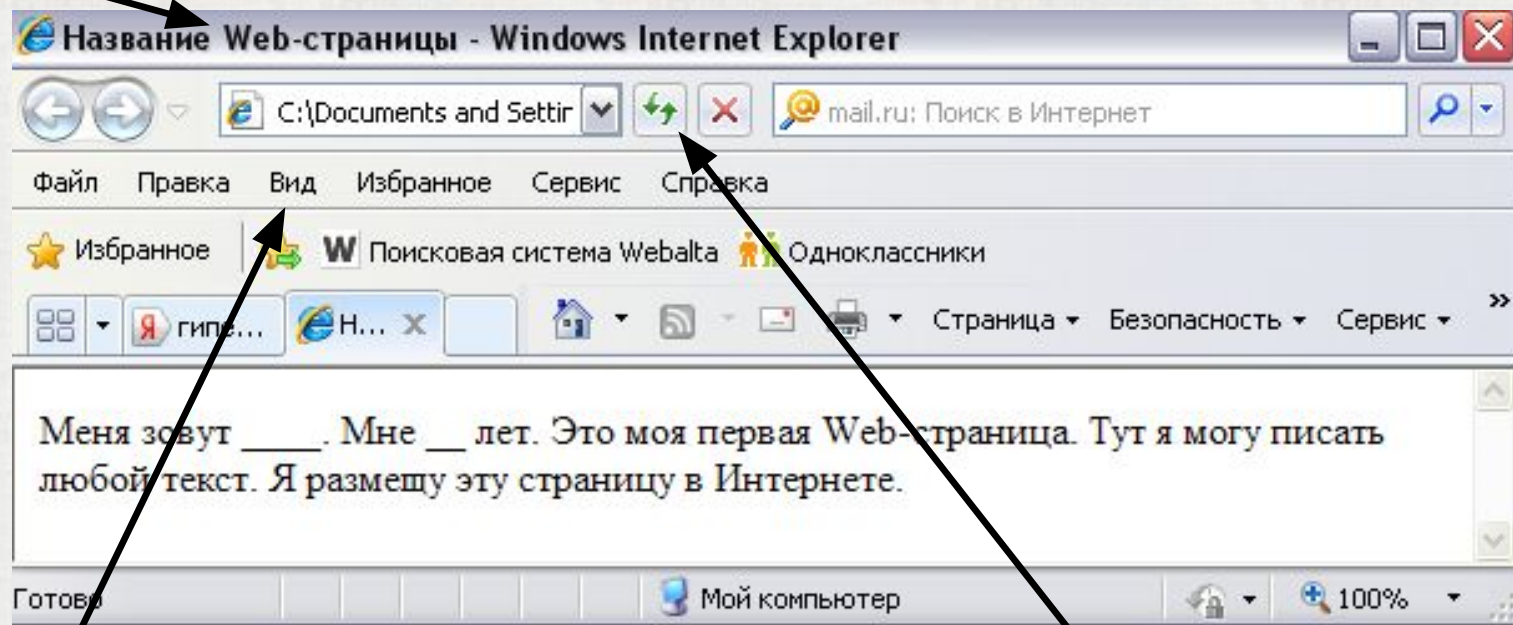 Название Web-страницы - Windows Internet Explorer
C:\Documents and Settir mail.ru: Поиск в Интернет
Файл Правка Вид Избранное Сервис Справка
Избранное W Поисковая система Webalta Одноклассники
Я гипе... Н... Страница Безопасность Сервис »
Меня зовут ____. Мне __ лет. Это моя первая Web-страница. Тут я могу писать
любой текст. Я размещу эту страницу в Интернете.
Готово Мой компьютер 100%